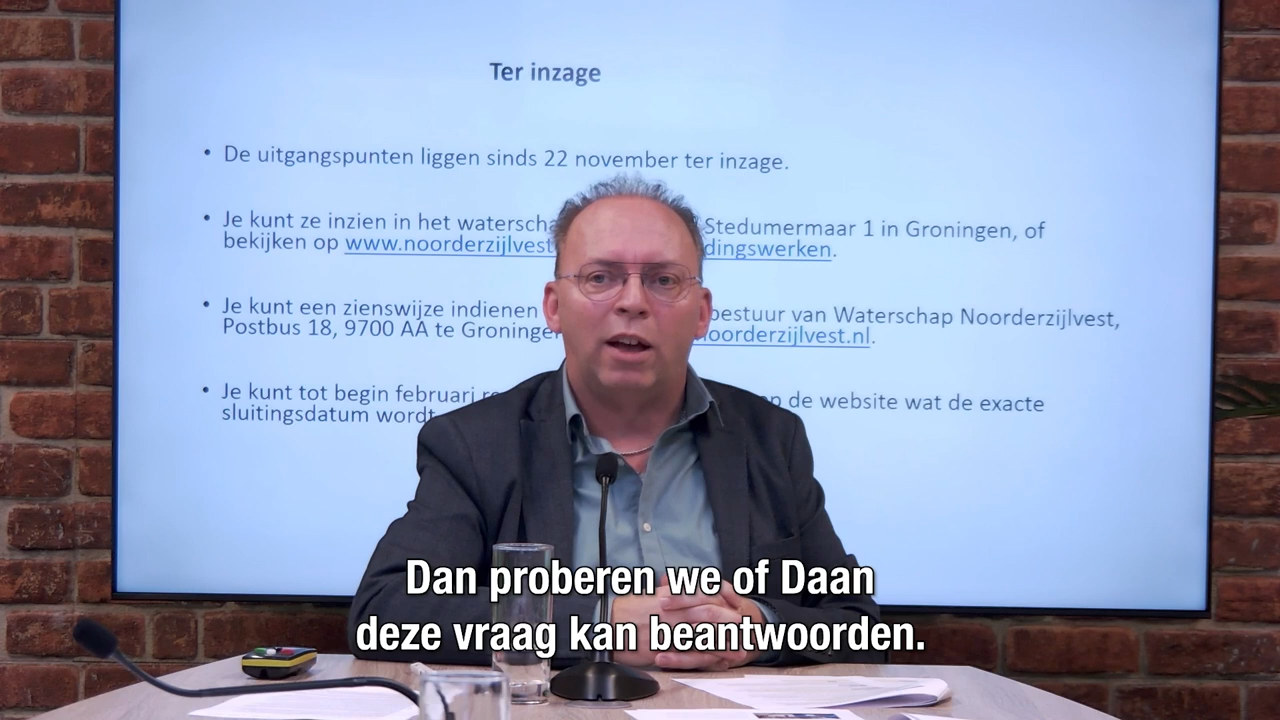 Ter inzage
• De uitgangspunten liggen sinds 22 november ter inzage.
• Je kunt ze inzien in het Stedumermaar 1 in Groningen, of
bekijken op www.noorderzijlvest dingswerken.
• Je kunt een zienswijze indienen bestuur van Waterschap Noorderzijlvest,
Postbus 18, 9700 AA te noorderzijlvest.nl.
• Je kunt tot begin februari op de website wat de exacte
sluitingsdatum wordt
Dan proberen we of Daan
deze vraag kan beantwoorden.